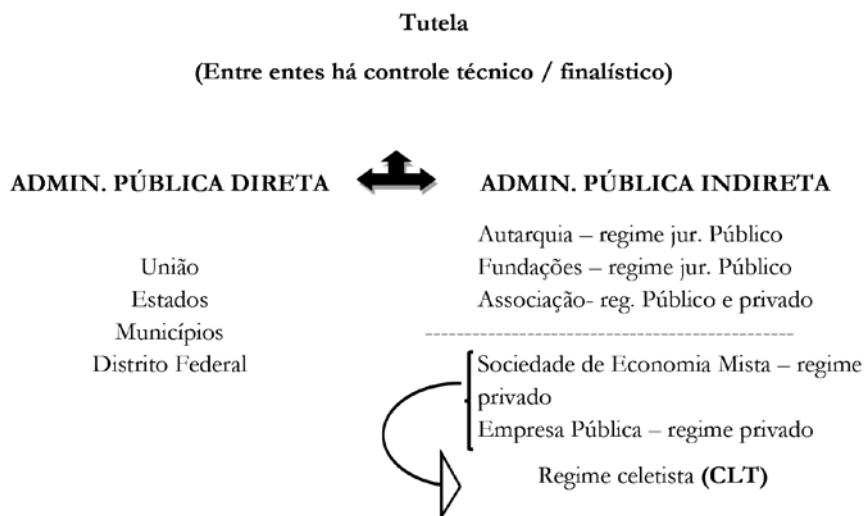 Tutela
(Entre entes há controle técnico / finalístico)
ADMIN. PÚBLICA DIRETA
União
Estados
Municípios
Distrito Federal
ADMIN. PÚBLICA INDIRETA
Autarquia – regime jur. Público
Fundações – regime jur. Público
Associação- reg. Público e privado
Sociedade de Economia Mista – regime
privado
Empresa Pública – regime privado
Regime celetista (CLT)